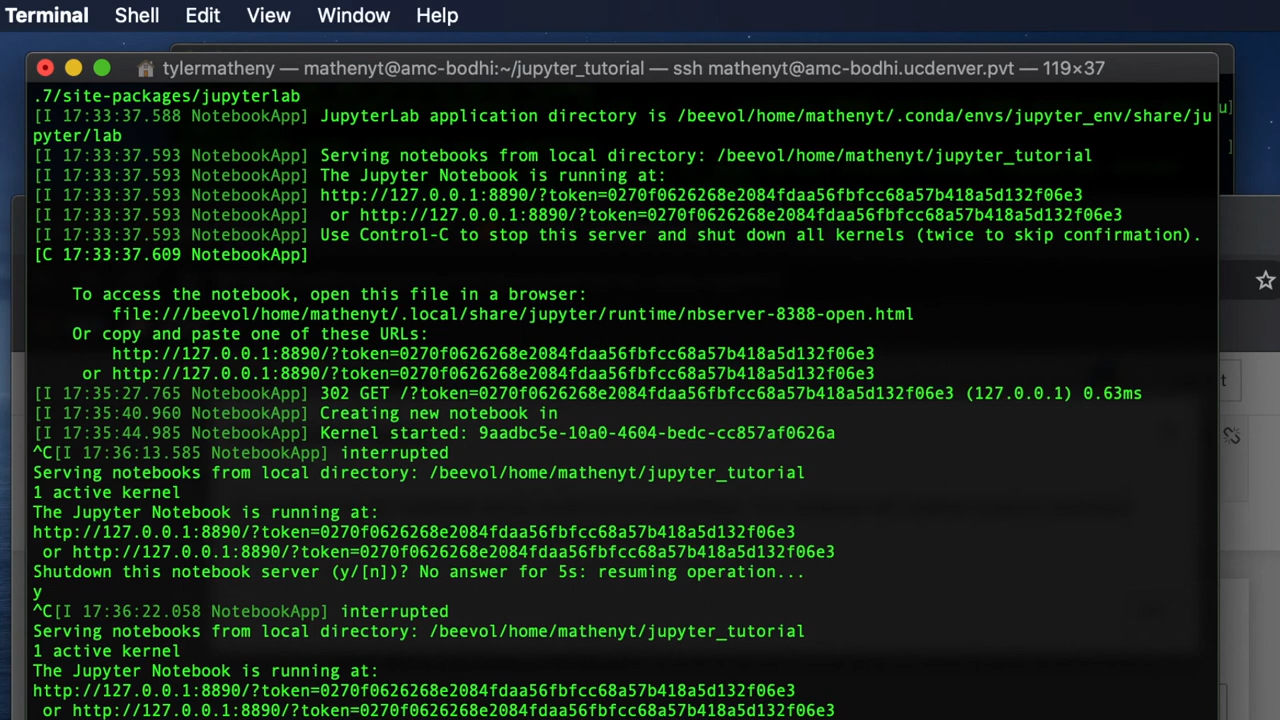 Terminal Shell Edit View Window Help
tylermatheny — mathenyt@amc-bodhi:~/jupyter_tutorial — ssh mathenyt@amc-bodhi.ucdenver.pvt — 119×37
.7/site-packages/jupyterlab
[I 17:33:37.588 NotebookApp] JupyterLab application directory is /beevol/home/mathenyt/.conda/envs/jupyter_env/share/ju
pyter/lab
[I 17:33:37.593 NotebookApp] Serving notebooks from local directory: /beevol/home/mathenyt/jupyter_tutorial
[I 17:33:37.593 NotebookApp] The Jupyter Notebook is running at:
[I 17:33:37.593 NotebookApp] http://127.0.0.1:8890/?token=0270f0626268e2084fdaa56fbfcc68a57b418a5d132f06e3
[I 17:33:37.593 NotebookApp]  or http://127.0.0.1:8890/?token=0270f0626268e2084fdaa56fbfcc68a57b418a5d132f06e3
[I 17:33:37.593 NotebookApp] Use Control-C to stop this server and shut down all kernels (twice to skip confirmation).
[C 17:33:37.609 NotebookApp]
To access the notebook, open this file in a browser:
file:///beevol/home/mathenyt/.local/share/jupyter/runtime/nbserver-8388-open.html
Or copy and paste one of these URLs:
http://127.0.0.1:8890/?token=0270f0626268e2084fdaa56fbfcc68a57b418a5d132f06e3
or http://127.0.0.1:8890/?token=0270f0626268e2084fdaa56fbfcc68a57b418a5d132f06e3
[I 17:35:27.765 NotebookApp] 302 GET /?token=0270f0626268e2084fdaa56fbfcc68a57b418a5d132f06e3 (127.0.0.1) 0.63ms
[I 17:35:40.960 NotebookApp] Creating new notebook in
[I 17:35:44.985 NotebookApp] Kernel started: 9aadbc5e-10a0-4604-bedc-cc857af0626a
^C[I 17:36:13.585 NotebookApp] interrupted
Serving notebooks from local directory: /beevol/home/mathenyt/jupyter_tutorial
1 active kernel
The Jupyter Notebook is running at:
http://127.0.0.1:8890/?token=0270f0626268e2084fdaa56fbfcc68a57b418a5d132f06e3
or http://127.0.0.1:8890/?token=0270f0626268e2084fdaa56fbfcc68a57b418a5d132f06e3
Shutdown this notebook server (y/[n])? No answer for 5s: resuming operation...
y
^C[I 17:36:22.058 NotebookApp] interrupted
Serving notebooks from local directory: /beevol/home/mathenyt/jupyter_tutorial
1 active kernel
The Jupyter Notebook is running at:
http://127.0.0.1:8890/?token=0270f0626268e2084fdaa56fbfcc68a57b418a5d132f06e3
or http://127.0.0.1:8890/?token=0270f0626268e2084fdaa56fbfcc68a57b418a5d132f06e3